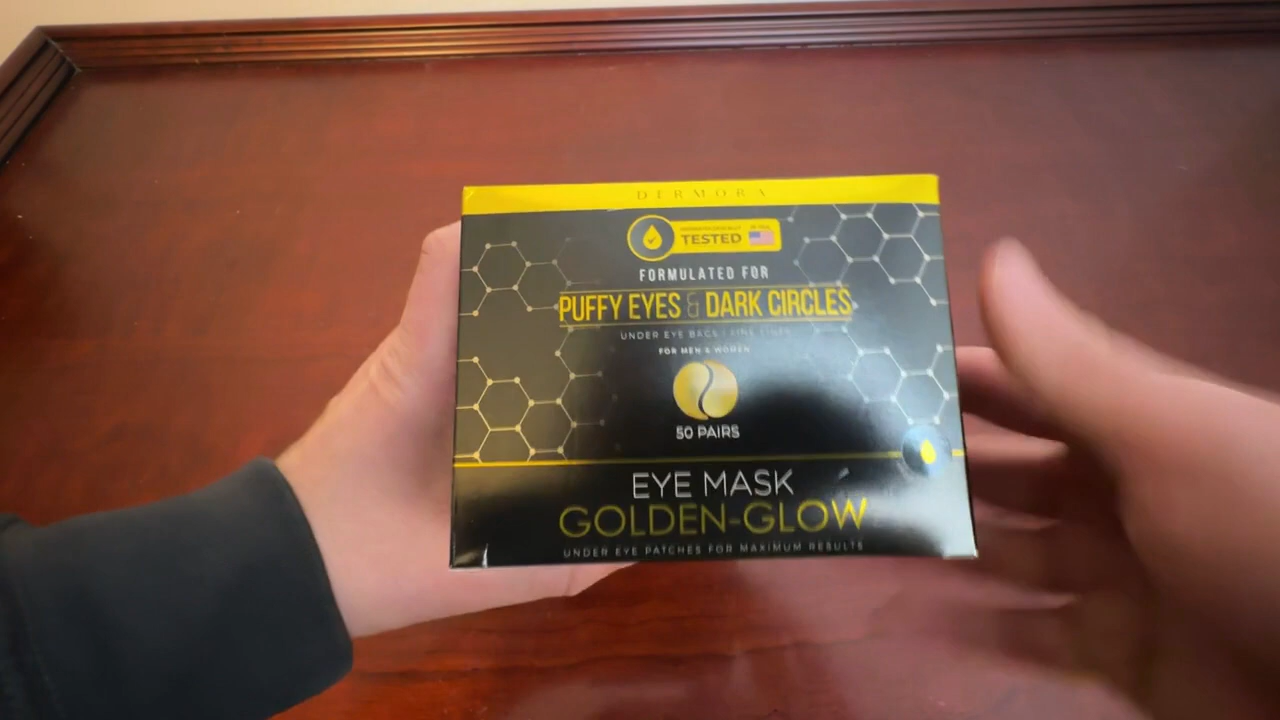 DERMORA
TESTED
FORMULATED FOR
PUFFY EYES & DARK CIRCLES
UNDER EYE BAGS | FINE LINES
FOR MEN & WOMEN
50 PAIRS
EYE MASK
GOLDEN-GLOW
UNDER EYE PATCHES FOR MAXIMUM RESULTS